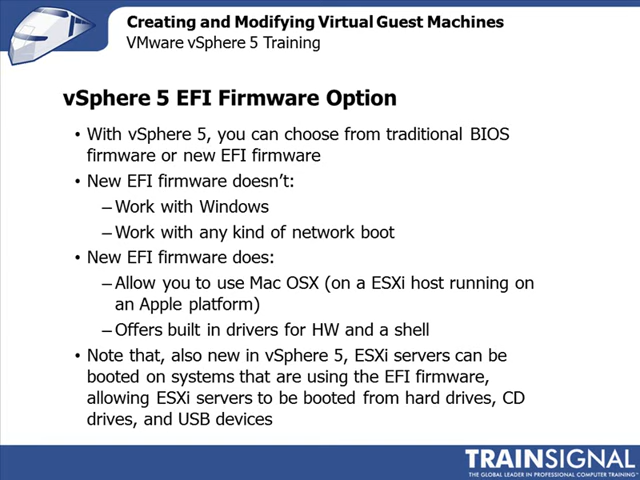 Creating and Modifying Virtual Guest Machines
VMware vSphere 5 Training
vSphere 5 EFI Firmware Option
• With vSphere 5, you can choose from traditional BIOS
firmware or new EFI firmware
• New EFI firmware doesn't:
– Work with Windows
– Work with any kind of network boot
• New EFI firmware does:
– Allow you to use Mac OSX (on a ESXi host running on
an Apple platform)
– Offers built in drivers for HW and a shell
• Note that, also new in vSphere 5, ESXi servers can be
booted on systems that are using the EFI firmware,
allowing ESXi servers to be booted from hard drives, CD
drives, and USB devices
TRAINSIGNAL
THE GLOBAL LEADER IN PROFESSIONAL COMPUTER TRAINING